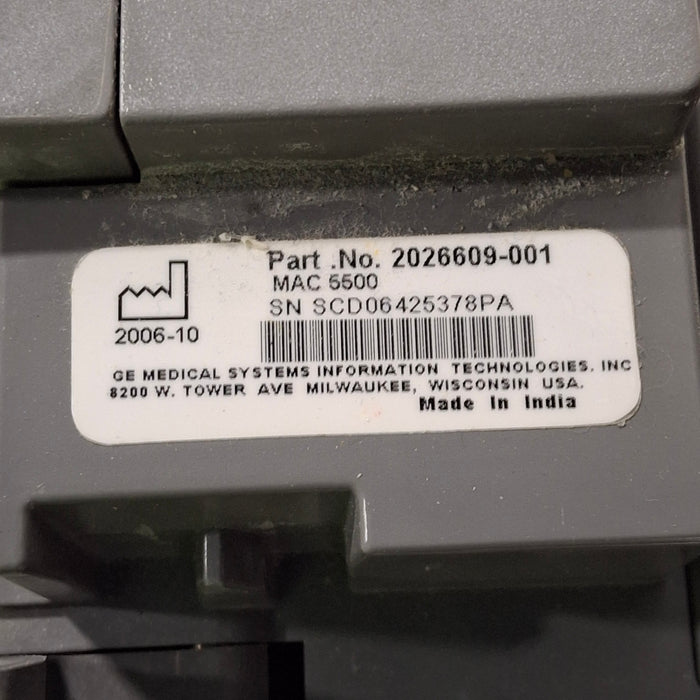 Part .No. 2026609-001
MAC 5500
SN SCD06425378PA
2006-10
GE MEDICAL SYSTEMS INFORMATION TECHNOLOGIES. INC
8200 W. TOWER AVE MILWAUKEE, WISCONSIN USA.
Made In India